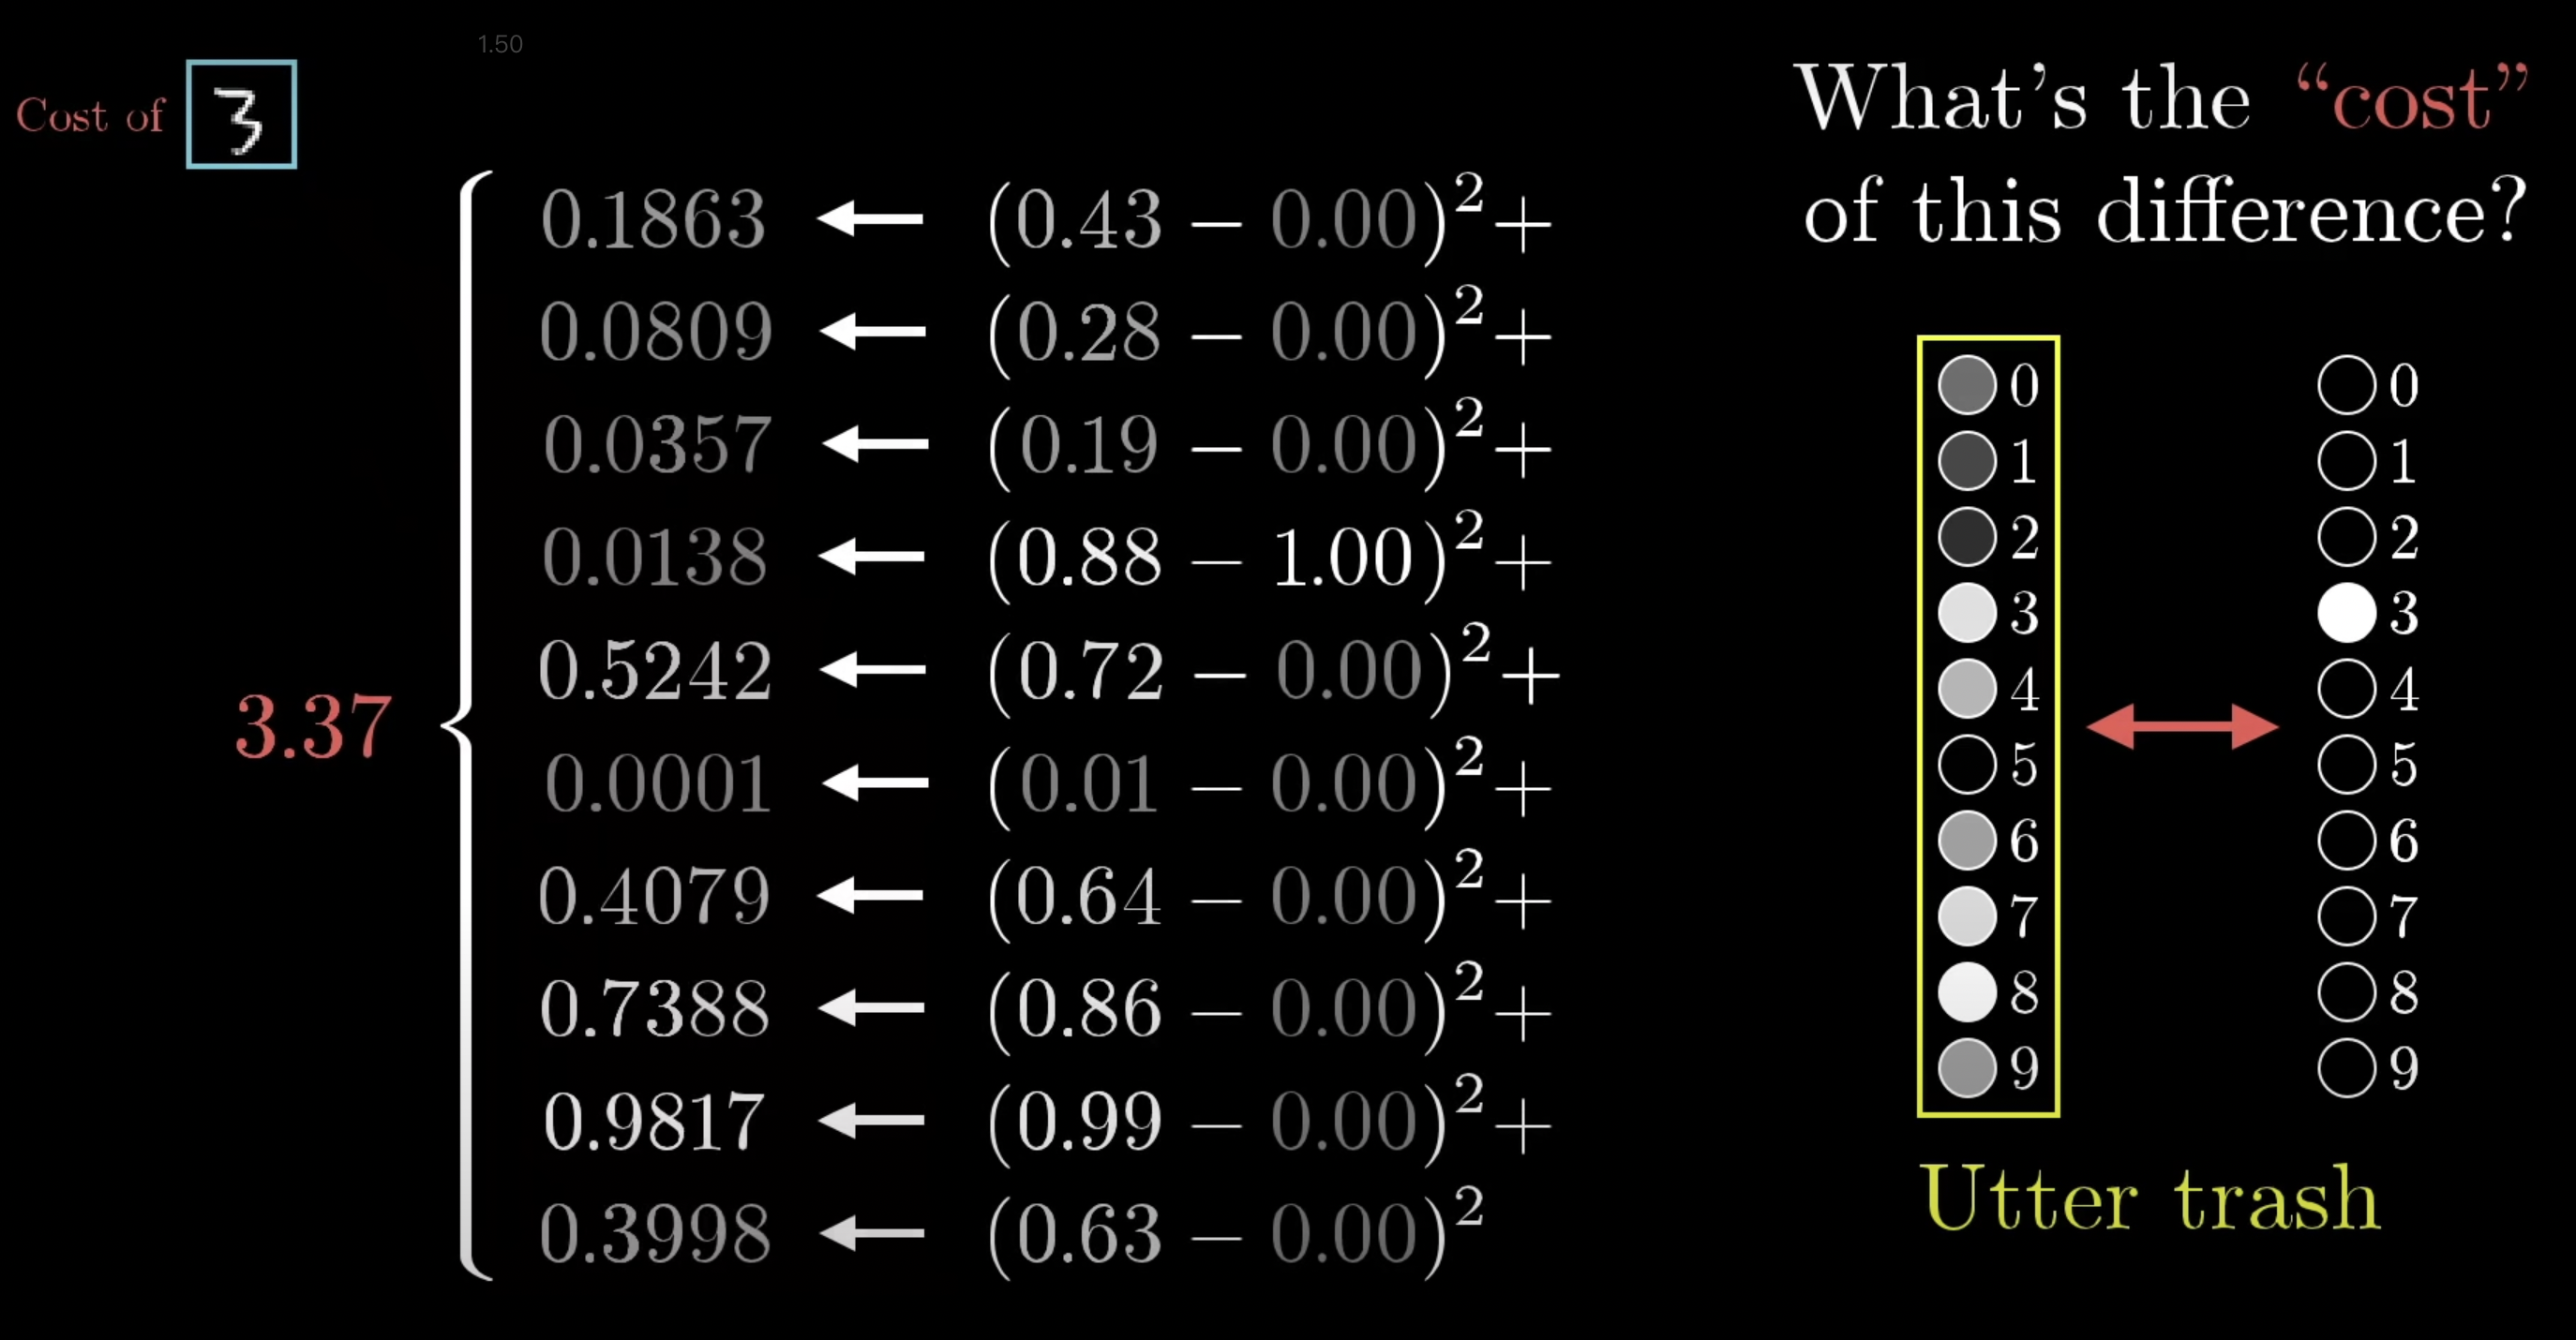 1.50
Cost of 3
What's the “cost”
of this difference?
0.1863 ← (0.43 − 0.00)² +
0.0809 ← (0.28 − 0.00)² +
0.0357 ← (0.19 − 0.00)² +
0.0138 ← (0.88 − 1.00)² +
0.5242 ← (0.72 − 0.00)² +
0.0001 ← (0.01 − 0.00)² +
0.4079 ← (0.64 − 0.00)² +
0.7388 ← (0.86 − 0.00)² +
0.9817 ← (0.99 − 0.00)² +
0.3998 ← (0.63 − 0.00)²
3.37
0 0
1 1
2 2
3 3
4 4
5 5
6 6
7 7
8 8
9 9
Utter trash